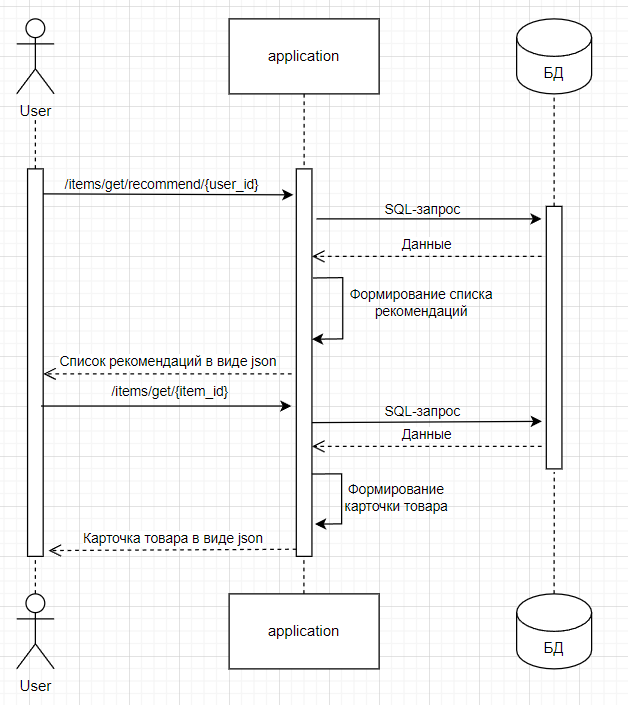 User
application
БД
/items/get/recommend/{user_id}
SQL-запрос
Данные
Формирование списка
рекомендаций
Список рекомендаций в виде json
/items/get/{item_id}
SQL-запрос
Данные
Формирование
карточки товара
Карточка товара в виде json
User
application
БД